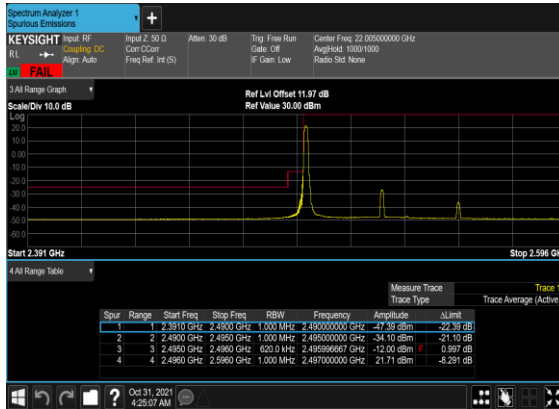 Spectrum Analyzer 1
Spurious Emissions
+
KEYSIGHT Input: RF Input Z: 50 Ω Atten: 30 dB Trig: Free Run Center Freq: 22.005000000 GHz
RL Coupling: DC Corr CCorr Gate: Off Avg|Hold: 1000/1000
Align: Auto Freq Ref: Int (S) IF Gain: Low Radio Std: None
FAIL
3 All Range Graph Ref Lvl Offset 11.97 dB
Scale/Div 10.0 dB Ref Value 30.00 dBm
Log
20.0
10.0
0.00
-10.0
-20.0
-30.0
-40.0
-50.0
-60.0
Start 2.391 GHz Stop 2.596 GH
4 All Range Table
Measure Trace Trace 1
Trace Type Trace Average (Active
Spur Range Start Freq Stop Freq RBW Frequency Amplitude ΔLimit
1 1 2.3910 GHz 2.4900 GHz 1.000 MHz 2.490000000 GHz -47.39 dBm -22.39 dB
2 2 2.4900 GHz 2.4950 GHz 1.000 MHz 2.495000000 GHz -34.10 dBm -21.10 dB
3 3 2.4950 GHz 2.4960 GHz 620.0 kHz 2.495996667 GHz -12.00 dBm F 0.997 dB
4 4 2.4960 GHz 2.5960 GHz 1.000 MHz 2.497000000 GHz 21.71 dBm -8.291 dB
? Oct 31, 2021
4:25:07 AM